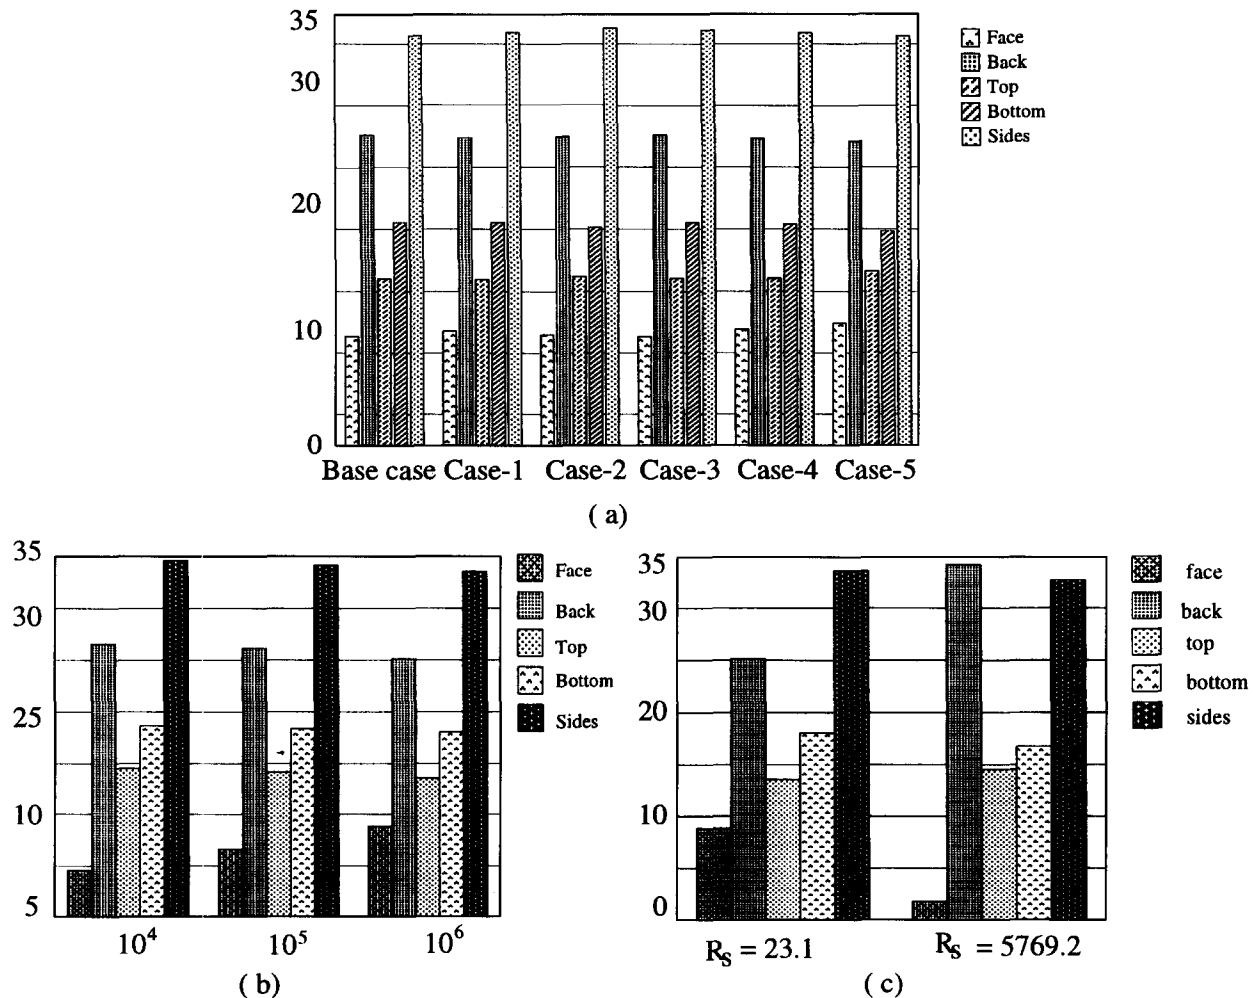 35
30
20
10
0
Face
Back
Top
Bottom
Sides
Base case Case-1 Case-2 Case-3 Case-4 Case-5
( a)
35
30
25
10
5
Face
Back
Top
Bottom
Sides
10⁴ 10⁵ 10⁶
( b)
35
30
20
10
0
face
back
top
bottom
sides
R_S = 23.1 R_S = 5769.2
( c)